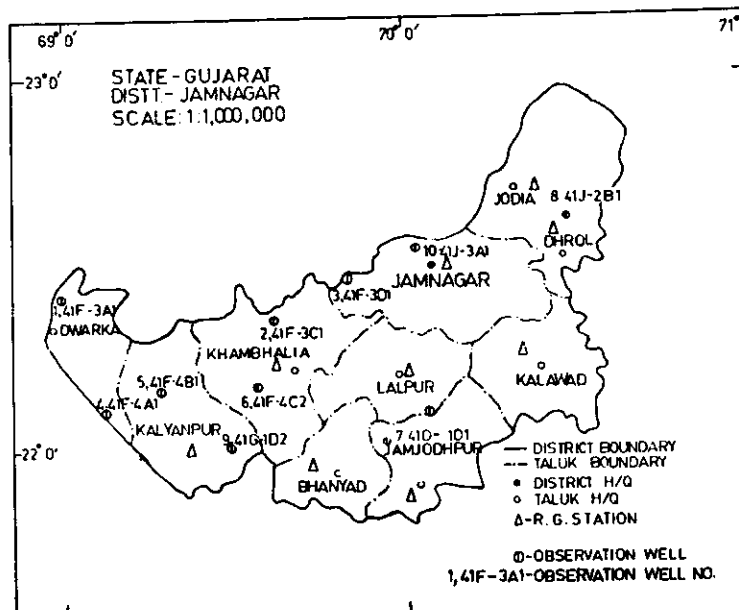 69° 0'
70° 0'
71°
23° 0'
STATE - GUJARAT
DISTT.- JAMNAGAR
SCALE: 1:1,000,000
JODIA
8 41J-2B1
DHROL
10 41J-3A1
JAMNAGAR
3,41F-3D1
1,41F-3A1
DWARKA
2,41F-3C1
KHAMBHALIA
LALPUR
KALAWAD
5,41F-4B1
6,41F-4C2
4,41F-4A1
KALYANPUR
9,41G-1D2
7 41O-1D1
JAMJODHPUR
22° 0'
BHANYAD
DISTRICT BOUNDARY
TALUK BOUNDARY
DISTRICT H/Q
TALUK H/Q
Δ-R.G. STATION
-OBSERVATION WELL
1,41F-3A1-OBSERVATION WELL NO.